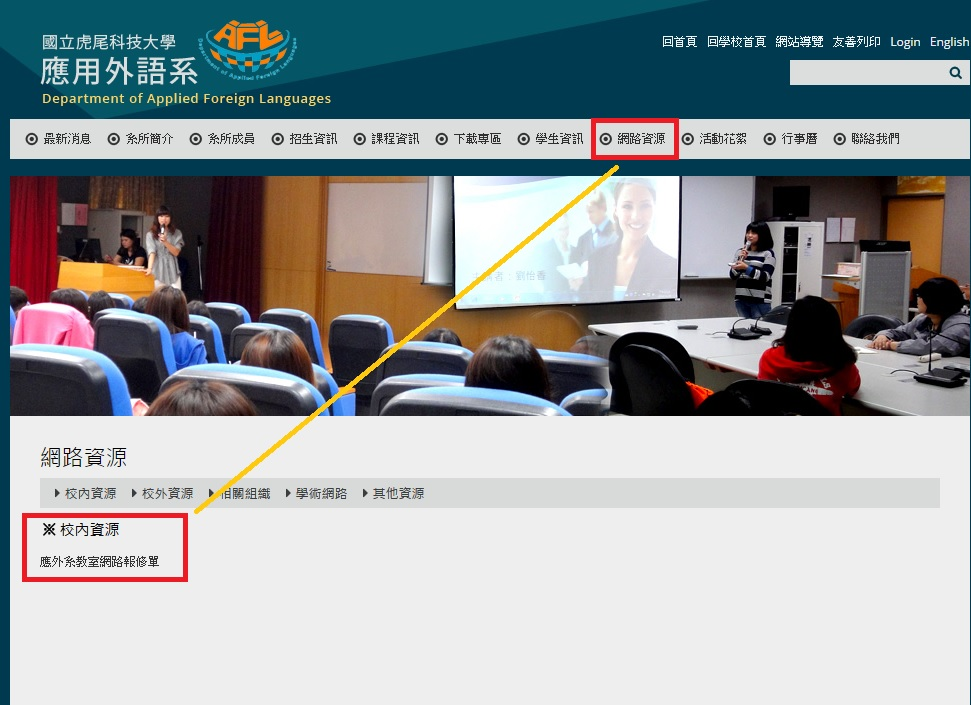 國立虎尾科技大學
應用外語系
Department of Applied Foreign Languages
AFL
Department of Applied Foreign Languages
回首頁 回學校首頁 網站導覽 友善列印 Login English
最新消息 系所簡介 系所成員 招生資訊 課程資訊 下載專區 學生資訊 網路資源 活動花絮 行事曆 聯絡我們
者：劉怡香
網路資源
校內資源 校外資源 相關組織 學術網路 其他資源
※ 校內資源
應外系教室網路報修單